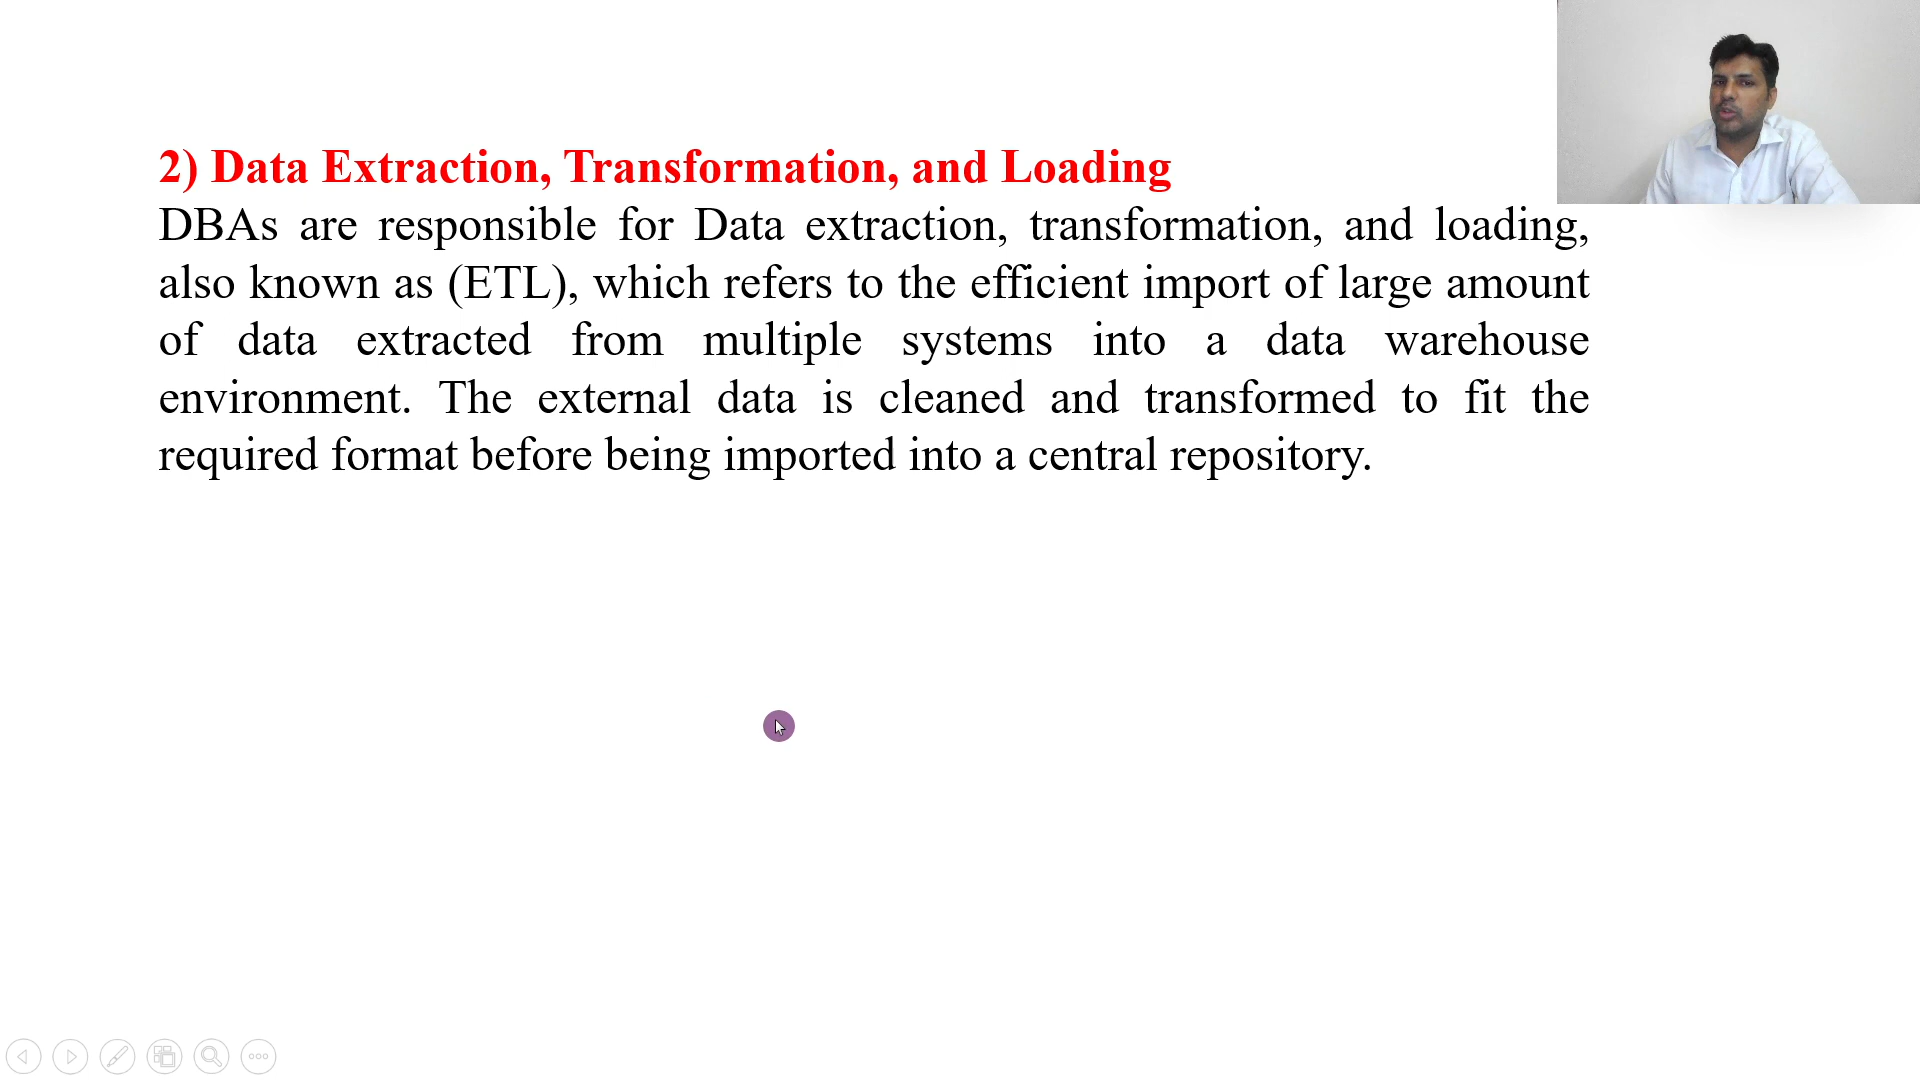 2) Data Extraction, Transformation, and Loading
DBAs are responsible for Data extraction, transformation, and loading,
also known as (ETL), which refers to the efficient import of large amount
of data extracted from multiple systems into a data warehouse
environment. The external data is cleaned and transformed to fit the
required format before being imported into a central repository.